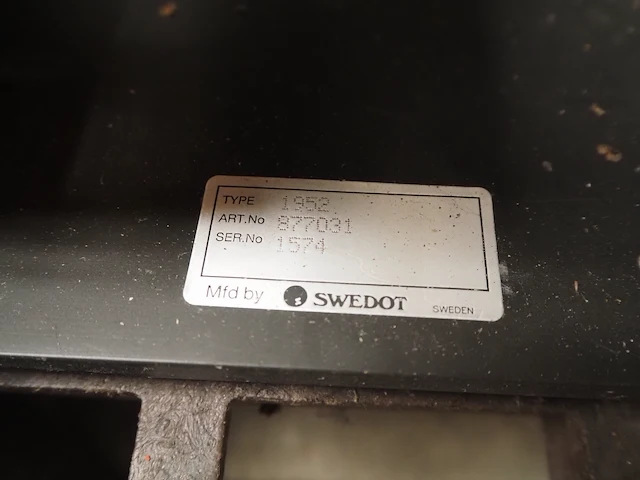 TYPE 1952
ART.No 877031
SER.No 1574
Mfd by SWEDOT SWEDEN